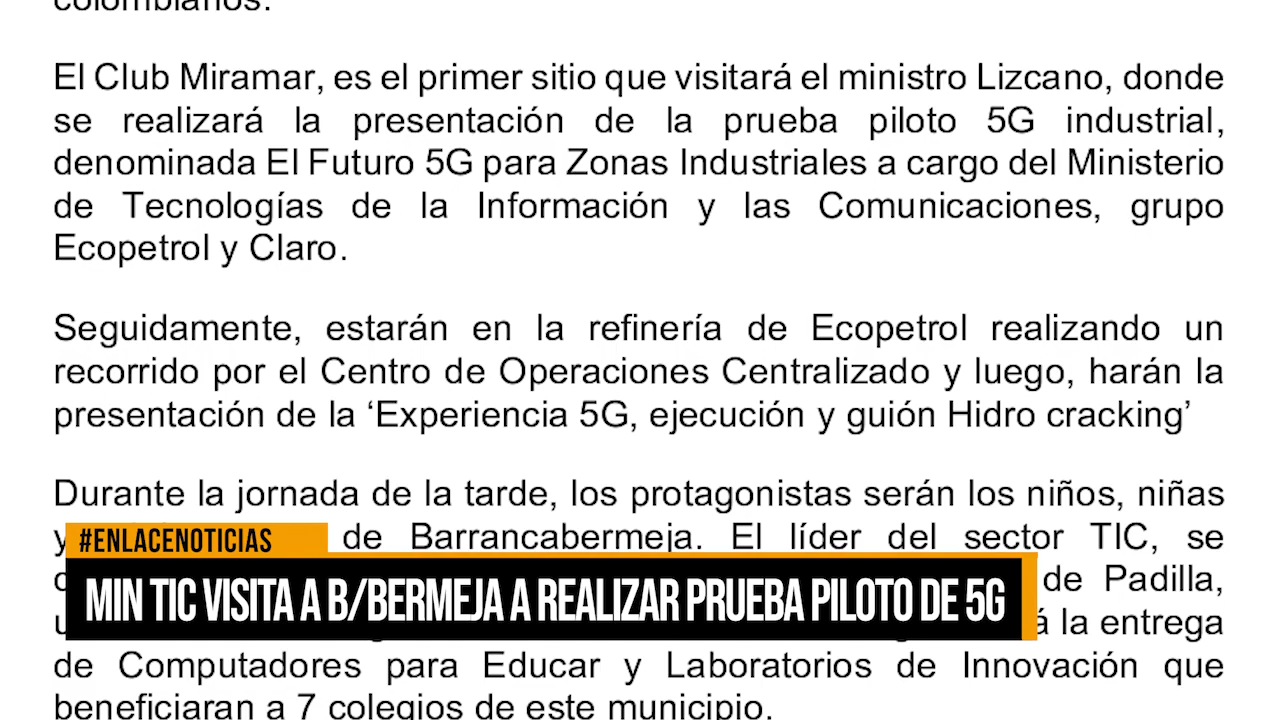 colombianos.
El Club Miramar, es el primer sitio que visitará el ministro Lizcano, donde
se realizará la presentación de la prueba piloto 5G industrial,
denominada El Futuro 5G para Zonas Industriales a cargo del Ministerio
de Tecnologías de la Información y las Comunicaciones, grupo
Ecopetrol y Claro.
Seguidamente, estarán en la refinería de Ecopetrol realizando un
recorrido por el Centro de Operaciones Centralizado y luego, harán la
presentación de la ‘Experiencia 5G, ejecución y guión Hidro cracking’
Durante la jornada de la tarde, los protagonistas serán los niños, niñas
de Barrancabermeja. El líder del sector TIC, se
de Padilla,
la entrega
de Computadores para Educar y Laboratorios de Innovación que
beneficiaran a 7 colegios de este municipio.
#ENLACENOTICIAS
MIN TIC VISITA A B/BERMEJA A REALIZAR PRUEBA PILOTO DE 5G